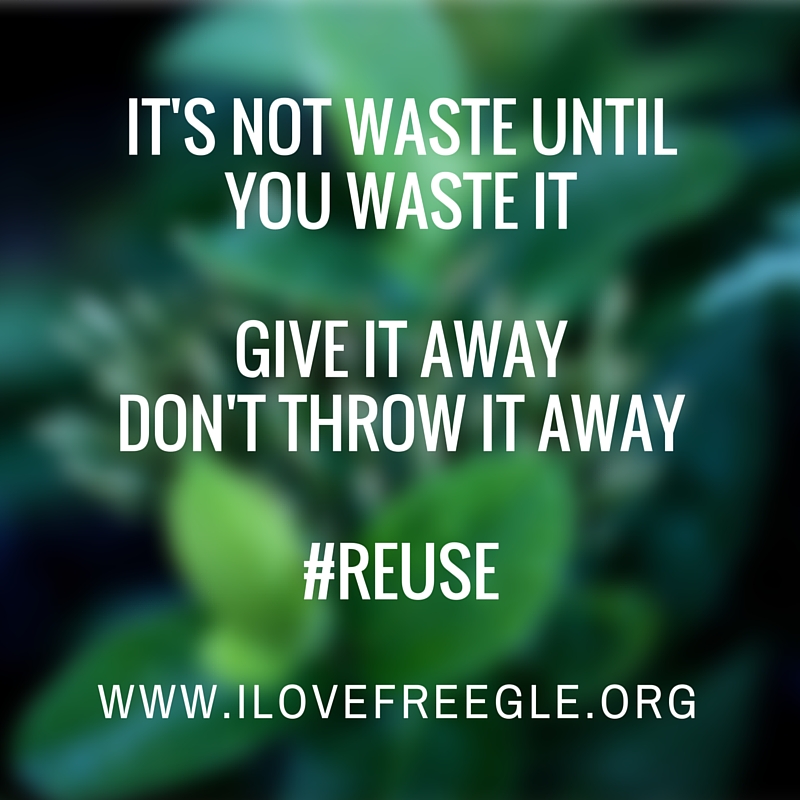 IT'S NOT WASTE UNTIL
YOU WASTE IT
GIVE IT AWAY
DON'T THROW IT AWAY
#REUSE
WWW.ILOVEFREEGLE.ORG